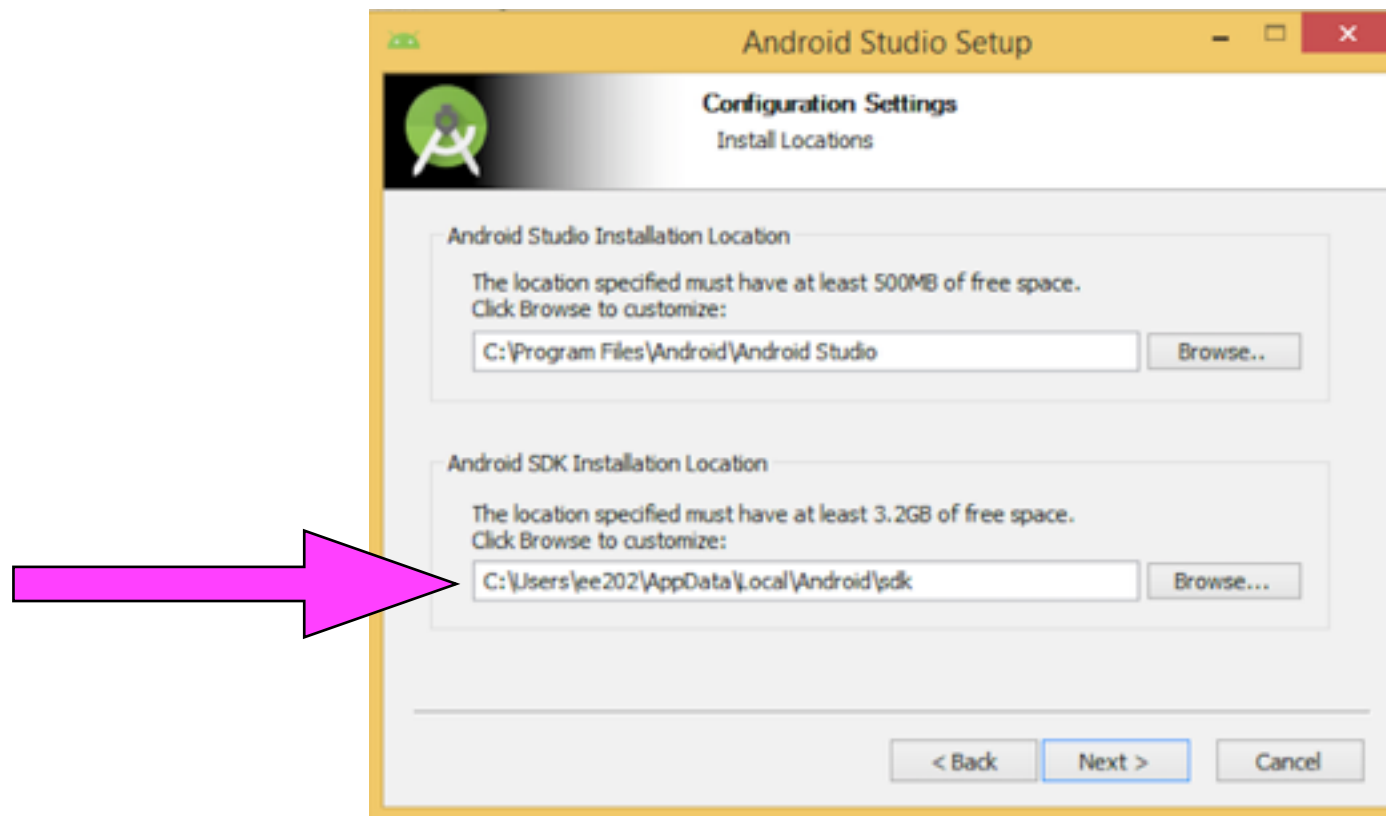 Android Studio Setup
Configuration Settings
Install Locations
Android Studio Installation Location
The location specified must have at least 500MB of free space.
Click Browse to customize:
C:\Program Files\Android\Android Studio
Browse..
Android SDK Installation Location
The location specified must have at least 3.2GB of free space.
Click Browse to customize:
C:\Users\ee202\AppData\Local\Android\sdk
Browse...
< Back Next > Cancel